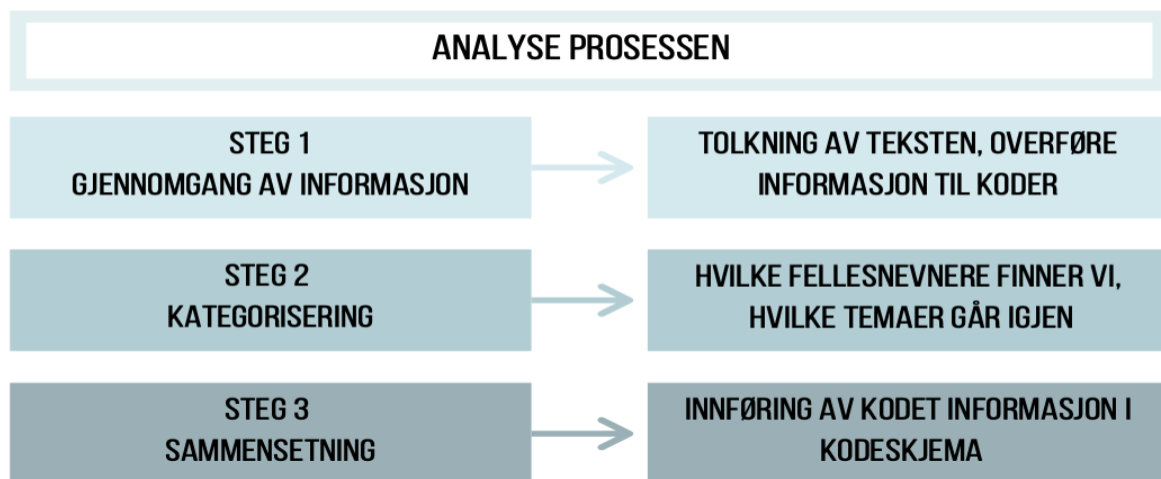 ANALYSE PROSESSEN
STEG 1
GJENNOMGANG AV INFORMASJON
TOLKNING AV TEKSTEN, OVERFØRE
INFORMASJON TIL KODER
STEG 2
KATEGORISERING
HVILKE FELLESNEVNERE FINNER VI,
HVILKE TEMAER GÅR IGJEN
STEG 3
SAMMENSETNING
INNFØRING AV KODET INFORMASJON I
KODESKJEMA